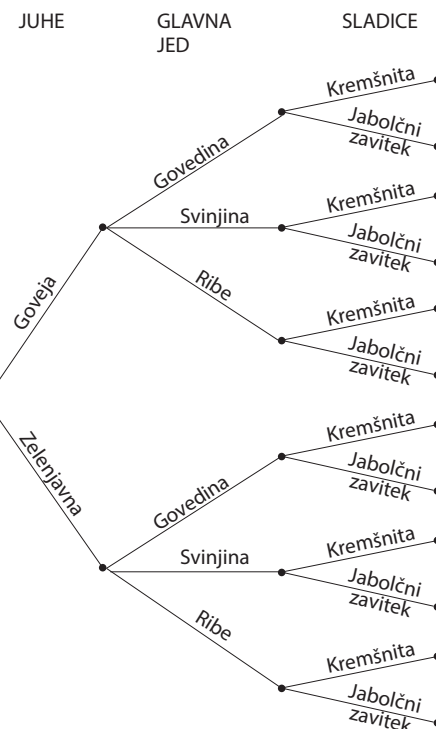 JUHE
GLAVNA
JED
SLADICE
Goveja
Govedina
Kremšnita
Jabolčni
zavitek
Svinjina
Kremšnita
Jabolčni
zavitek
Ribe
Kremšnita
Jabolčni
zavitek
Zelenjavna
Govedina
Kremšnita
Jabolčni
zavitek
Svinjina
Kremšnita
Jabolčni
zavitek
Ribe
Kremšnita
Jabolčni
zavitek